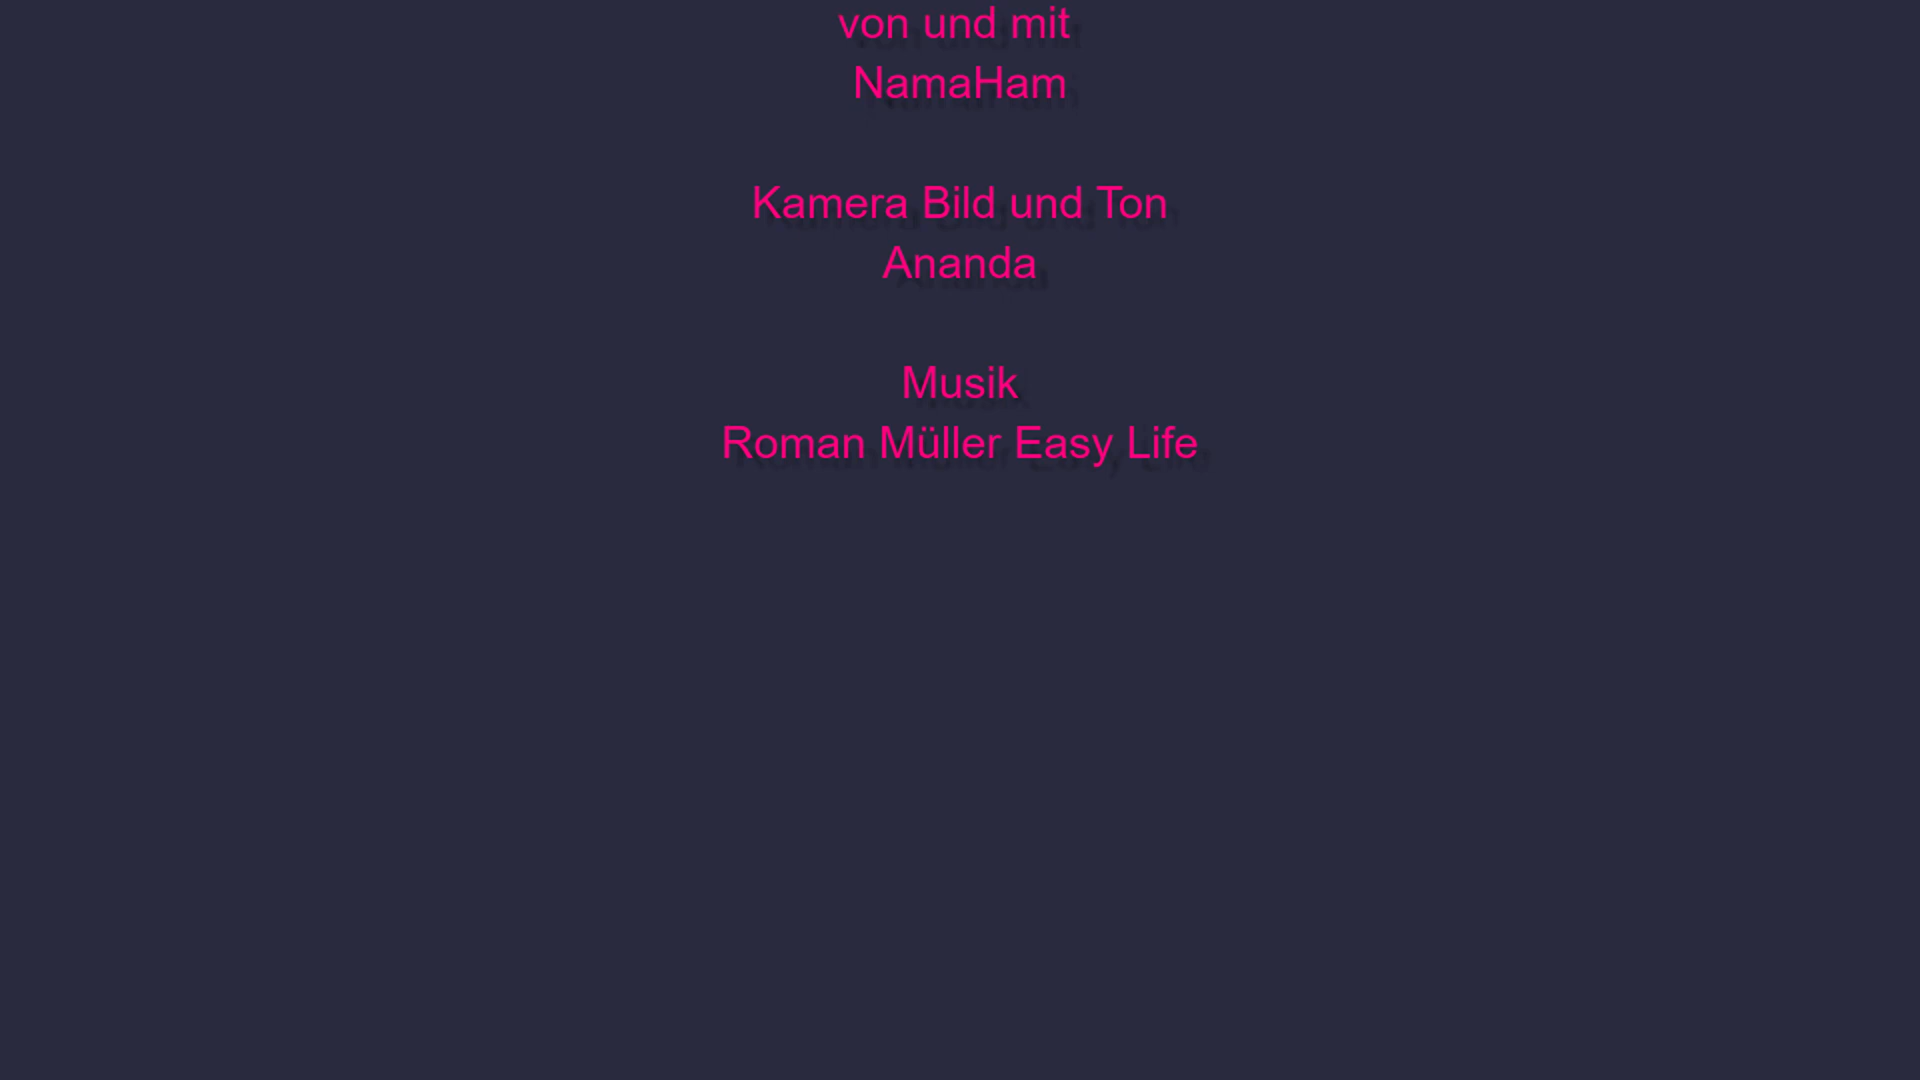 von und mit
NamaHam
Kamera Bild und Ton
Ananda
Musik
Roman Müller Easy Life